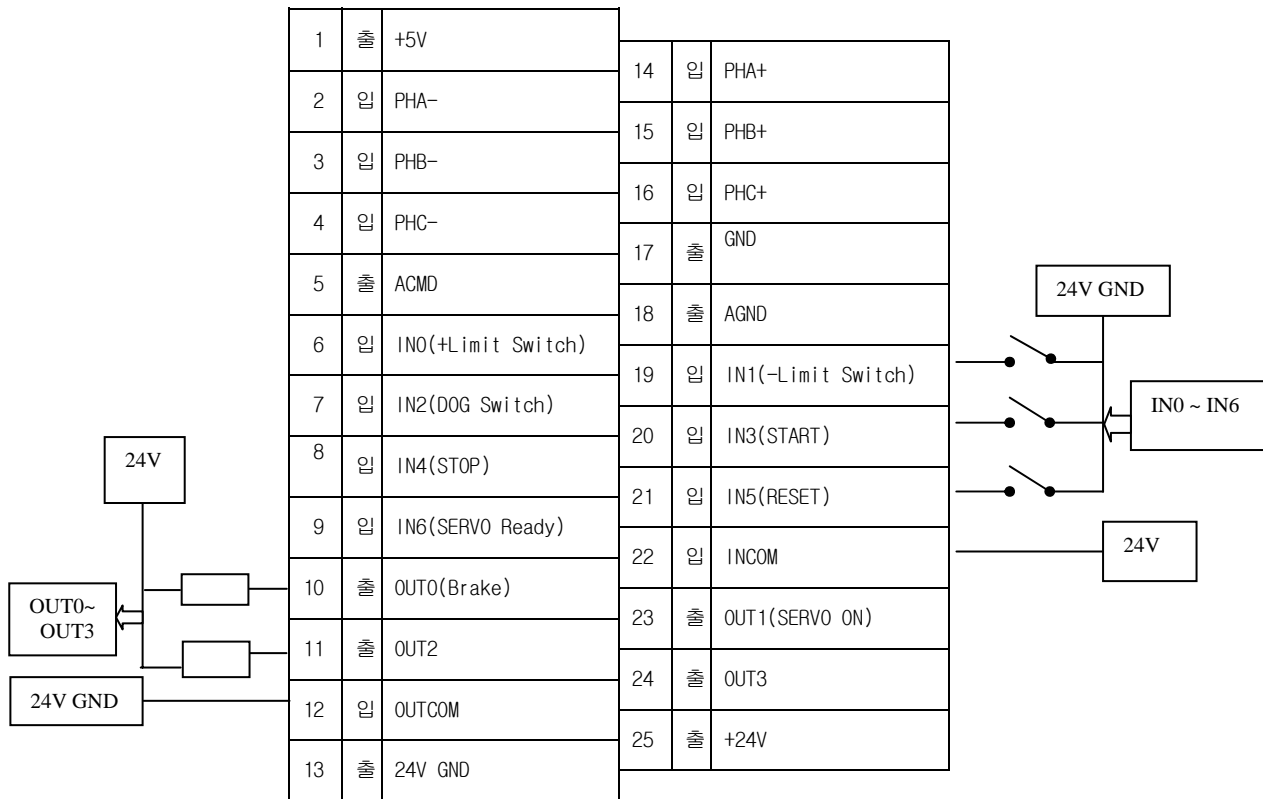 1 출 +5V
2 입 PHA-
3 입 PHB-
4 입 PHC-
5 출 ACMD
6 입 IN0(+Limit Switch)
7 입 IN2(DOG Switch)
8 입 IN4(STOP)
9 입 IN6(SERVO Ready)
10 출 OUT0(Brake)
11 출 OUT2
12 입 OUTCOM
13 출 24V GND
14 입 PHA+
15 입 PHB+
16 입 PHC+
17 출 GND
18 출 AGND
19 입 IN1(-Limit Switch)
20 입 IN3(START)
21 입 IN5(RESET)
22 입 INCOM
23 출 OUT1(SERVO ON)
24 출 OUT3
25 출 +24V
24V
OUT0~
OUT3
24V GND
24V GND
IN0 ~ IN6
24V